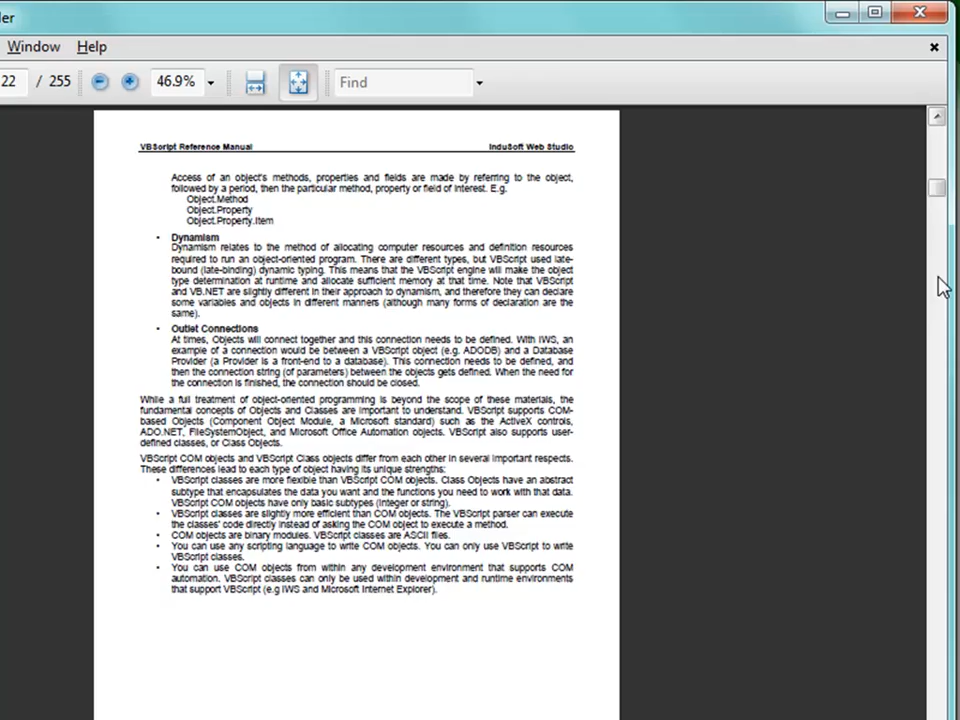 der
Window Help
22 / 255 46.9% Find
VBScript Reference Manual InduSoft Web Studio
Access of an object's methods, properties and fields are made by referring to the object,
followed by a period, then the particular method, property or field of interest. E.g.
Object.Method
Object.Property
Object.Property.Item
• Dynamism
Dynamism relates to the method of allocating computer resources and definition resources
required to run an object-oriented program. There are different types, but VBScript used late-
bound (late-binding) dynamic typing. This means that the VBScript engine will make the object
type determination at runtime and allocate sufficient memory at that time. Note that VBScript
and VB.NET are slightly different in their approach to dynamism, and therefore they can declare
some variables and objects in different manners (although many forms of declaration are the
same).
• Outlet Connections
At times, Objects will connect together and this connection needs to be defined. With IWS, an
example of a connection would be between a VBScript object (e.g. ADODB) and a Database
Provider (a Provider is a front-end to a database). This connection needs to be defined, and
then the connection string (of parameters) between the objects gets defined. When the need for
the connection is finished, the connection should be closed.
While a full treatment of object-oriented programming is beyond the scope of these materials, the
fundamental concepts of Objects and Classes are important to understand. VBScript supports COM-
based Objects (Component Object Module, a Microsoft standard) such as the ActiveX controls,
ADO.NET, FileSystemObject, and Microsoft Office Automation objects. VBScript also supports user-
defined classes, or Class Objects.
VBScript COM objects and VBScript Class objects differ from each other in several important respects.
These differences lead to each type of object having its unique strengths:
• VBScript classes are more flexible than VBScript COM objects. Class Objects have an abstract
subtype that encapsulates the data you want and the functions you need to work with that data.
VBScript COM objects have only basic subtypes (integer or string).
• VBScript classes are slightly more efficient than COM objects. The VBScript parser can execute
the classes' code directly instead of asking the COM object to execute a method.
• COM objects are binary modules. VBScript classes are ASCII files.
• You can use any scripting language to write COM objects. You can only use VBScript to write
VBScript classes.
• You can use COM objects from within any development environment that supports COM
automation. VBScript classes can only be used within development and runtime environments
that support VBScript (e.g IWS and Microsoft Internet Explorer).